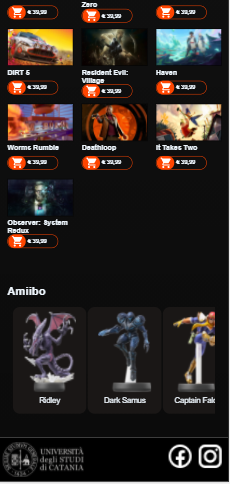 Zero
€ 39,99
€ 39,99
€ 39,99
DIRT 5
Resident Evil:
Village
Haven
€ 39,99
€ 39,99
€ 39,99
Worms Rumble
Deathloop
It Takes Two
€ 39,99
€ 39,99
€ 39,99
Observer: System
Redux
€ 39,99
Amiibo
Ridley
Dark Samus
Captain Falc
UNIVERSITÀ
degli STUDI
di CATANIA